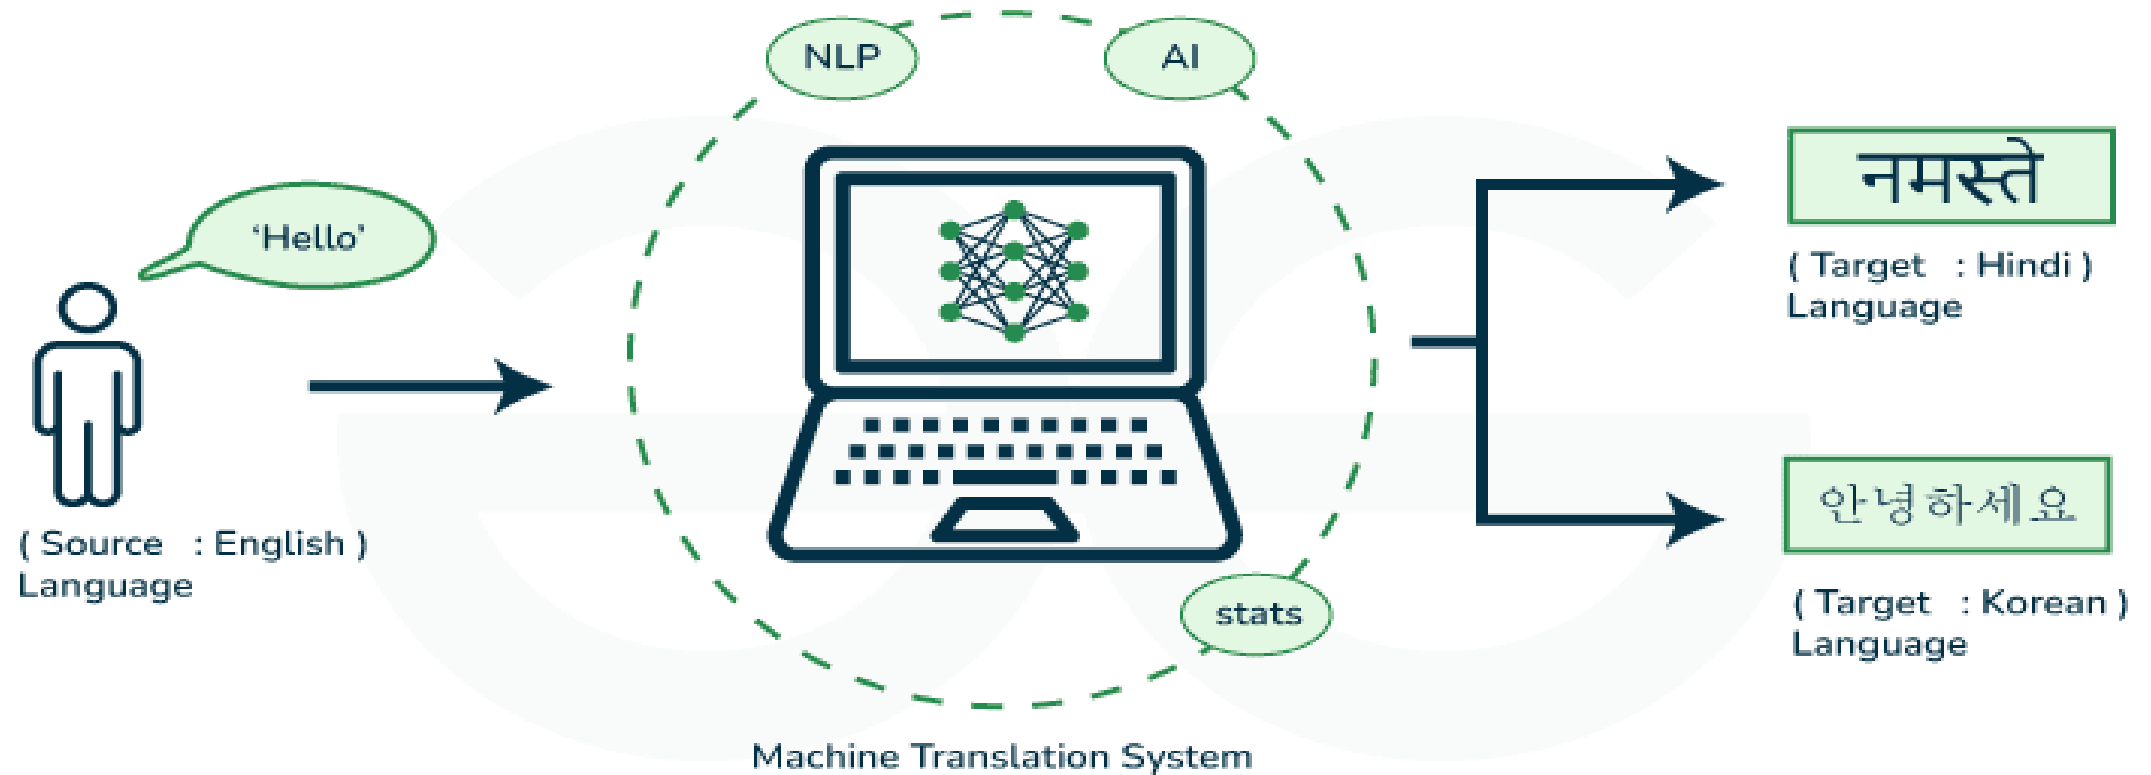 NLP
AI
‘Hello’
( Source : English )
Language
stats
Machine Translation System
नमस्ते
( Target : Hindi )
Language
안녕하세요
( Target : Korean )
Language